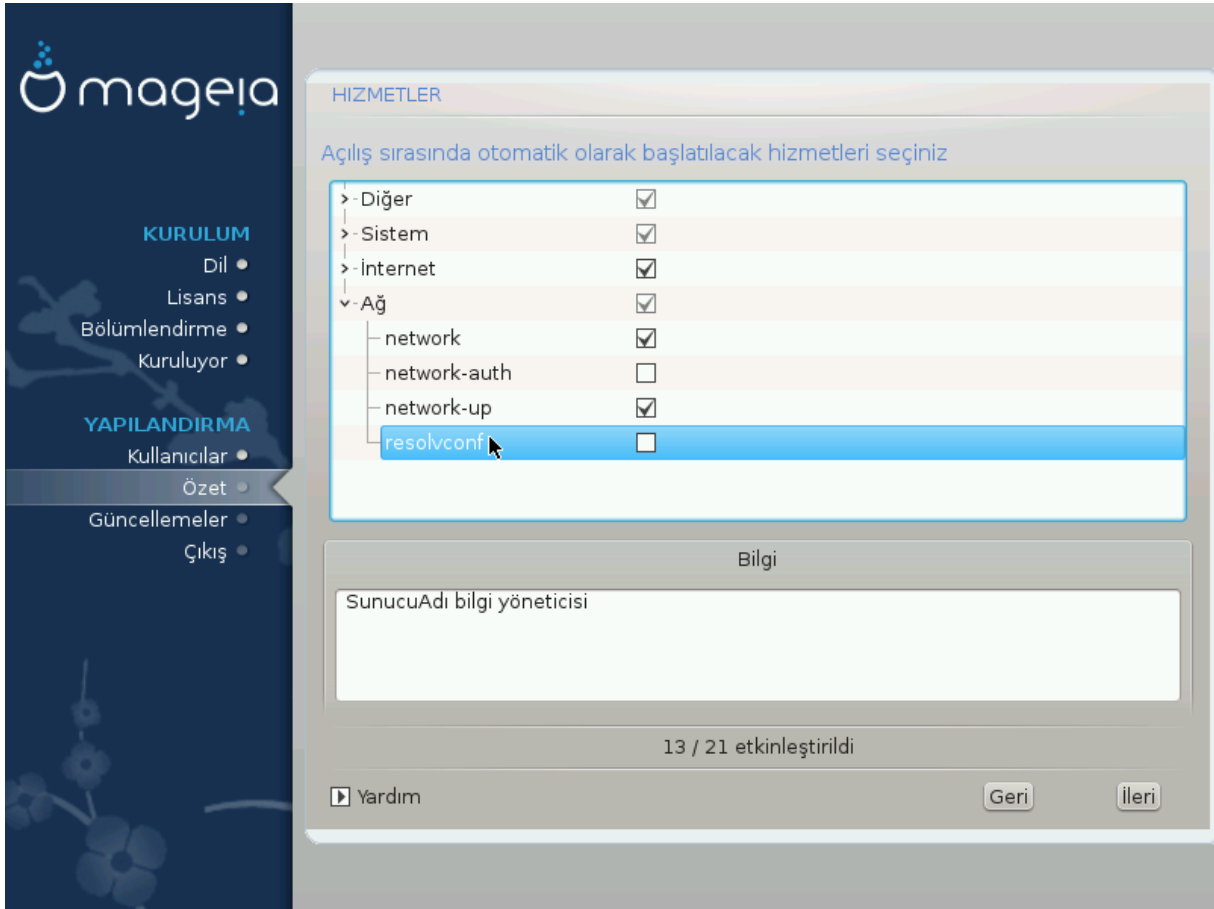 mageia
KURULUM
Dil
Lisans
Bölümlendirme
Kuruluyor
YAPILANDIRMA
Kullanıcılar
Özet
Güncellemeler
Çıkış
HIZMETLER
Açılış sırasında otomatik olarak başlatılacak hizmetleri seçiniz
Diğer
Sistem
İnternet
Ağ
network
network-auth
network-up
resolvconf
Bilgi
SunucuAdı bilgi yöneticisi
13 / 21 etkinleştirildi
Yardım
Geri
İleri